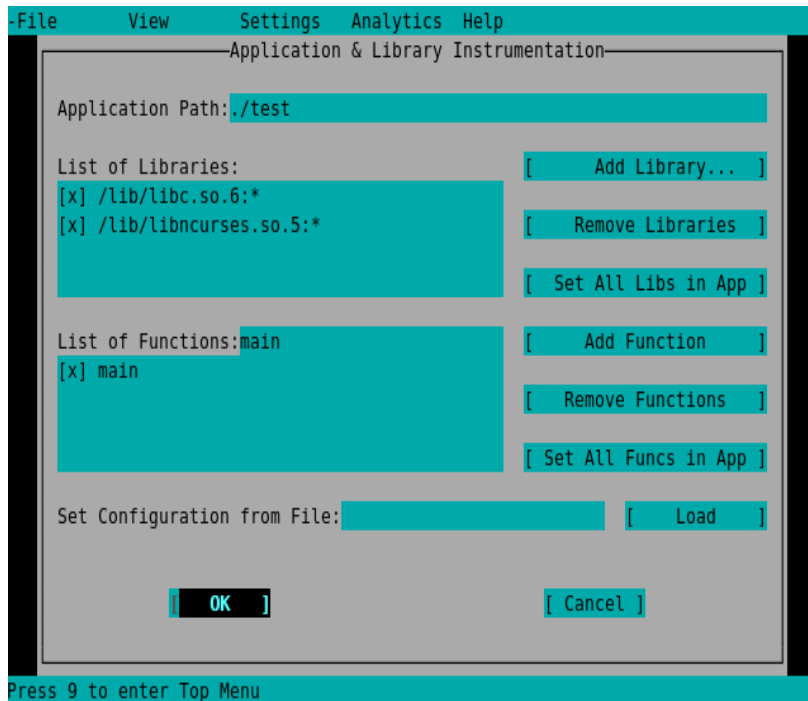 -File View Settings Analytics Help
Application & Library Instrumentation
Application Path:./test
List of Libraries: [ Add Library... ]
[x] /lib/libc.so.6:*
[x] /lib/libncurses.so.5:* [ Remove Libraries ]
[ Set All Libs in App ]
List of Functions:main [ Add Function ]
[x] main
[ Remove Functions ]
[ Set All Funcs in App ]
Set Configuration from File: [ Load ]
[ OK ] [ Cancel ]
Press 9 to enter Top Menu